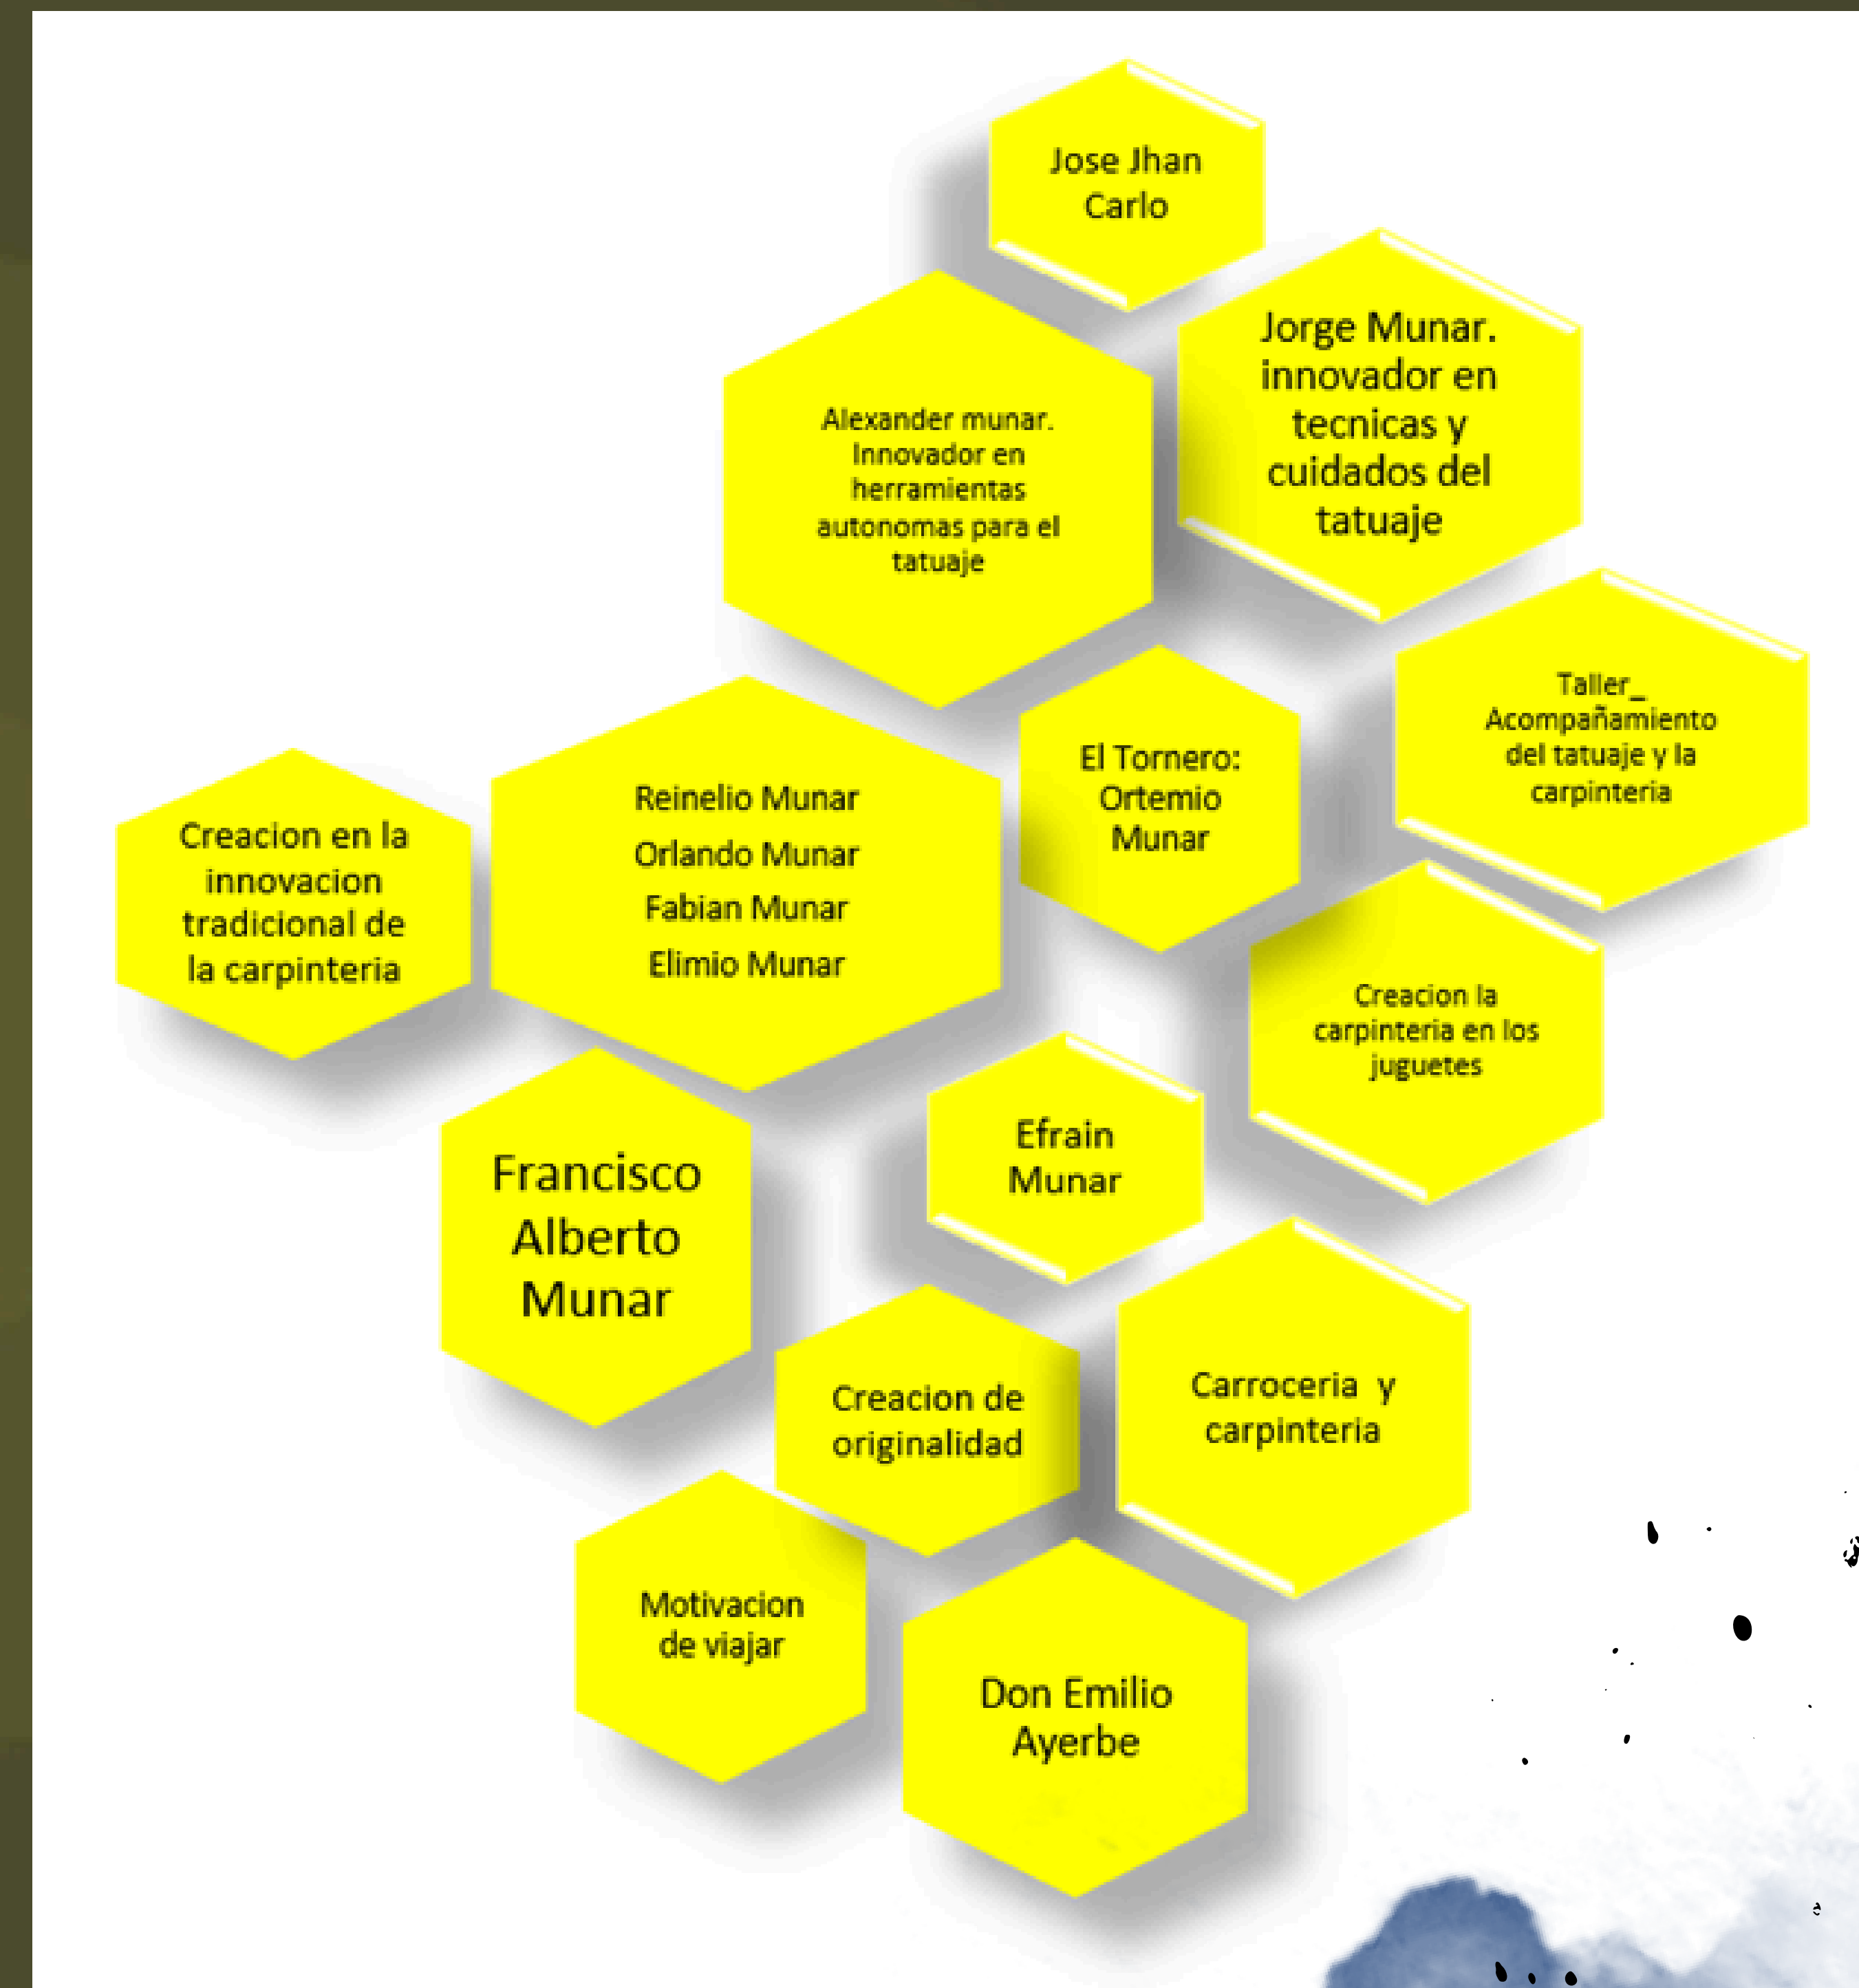 Jose Jhan
Carlo
Jorge Munar.
innovador en
tecnicas y
cuidados del
tatuaje
Alexander munar.
Innovador en
herramientas
autonomas para el
tatuaje
Taller_
Acompañamiento
del tatuaje y la
carpinteria
El Tornero:
Ortemio
Munar
Reinelio Munar
Orlando Munar
Fabian Munar
Elimio Munar
Creacion en la
innovacion
tradicional de
la carpinteria
Creacion la
carpinteria en los
juguetes
Efrain
Munar
Francisco
Alberto
Munar
Carroceria  y
carpinteria
Creacion de
originalidad
Motivacion
de viajar
Don Emilio
Ayerbe